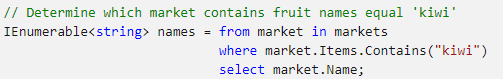 // Determine which market contains fruit names equal 'kiwi'
IEnumerable<string> names = from market in markets
where market.Items.Contains("kiwi")
select market.Name;